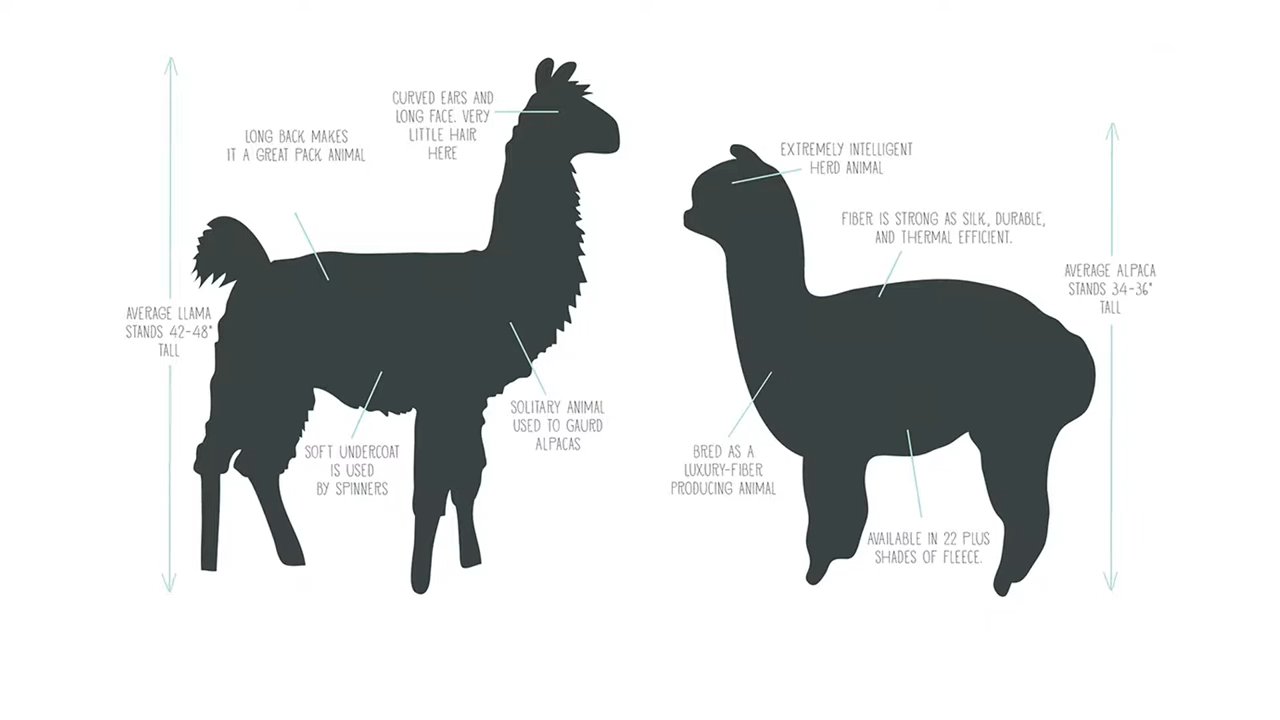 CURVED EARS AND
LONG FACE. VERY
LITTLE HAIR
HERE
LONG BACK MAKES
IT A GREAT PACK ANIMAL
AVERAGE LLAMA
STANDS 42-48"
TALL
SOFT UNDERCOAT
IS USED
BY SPINNERS
SOLITARY ANIMAL
USED TO GAURD
ALPACAS
EXTREMELY INTELLIGENT
HERD ANIMAL
FIBER IS STRONG AS SILK, DURABLE,
AND THERMAL EFFICIENT.
AVERAGE ALPACA
STANDS 34-36"
TALL
BRED AS A
LUXURY-FIBER
PRODUCING ANIMAL
AVAILABLE IN 22 PLUS
SHADES OF FLEECE.